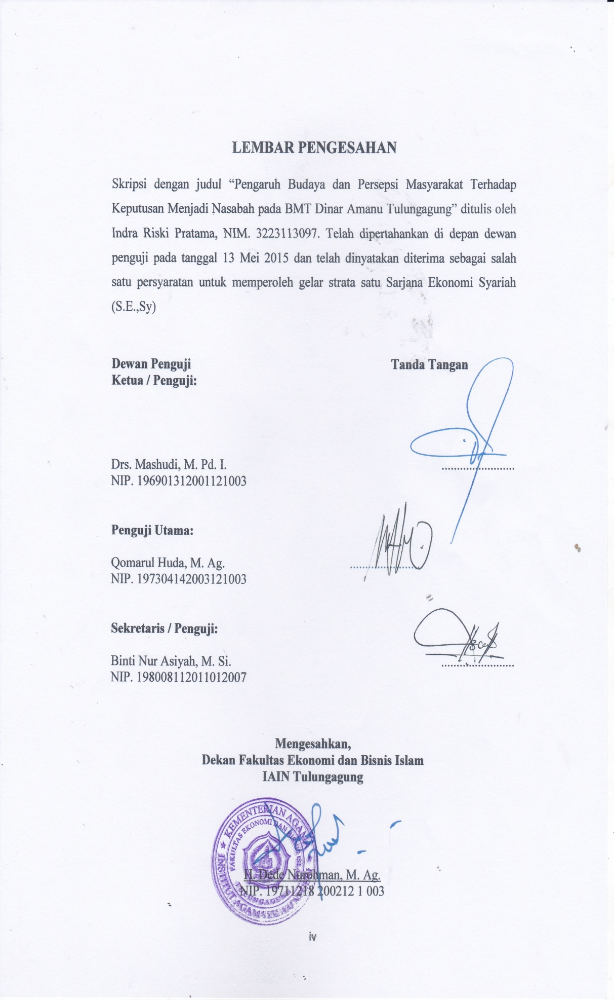 LEMBAR PENGESAHAN
Skripsi dengan judul “Pengaruh Budaya dan Persepsi Masyarakat Terhadap
Keputusan Menjadi Nasabah pada BMT Dinar Amanu Tulungagung” ditulis oleh
Indra Riski Pratama, NIM. 3223113097. Telah dipertahankan di depan dewan
penguji pada tanggal 13 Mei 2015 dan telah dinyatakan diterima sebagai salah
satu persyaratan untuk memperoleh gelar strata satu Sarjana Ekonomi Syariah
(S.E.,Sy)
Dewan Penguji Tanda Tangan
Ketua / Penguji:
Drs. Mashudi, M. Pd. I. ........................
NIP. 196901312001121003
Penguji Utama:
Qomarul Huda, M. Ag. ........................
NIP. 197304142003121003
Sekretaris / Penguji:
Binti Nur Asiyah, M. Si. ........................
NIP. 198008112011012007
Mengesahkan,
Dekan Fakultas Ekonomi dan Bisnis Islam
IAIN Tulungagung
KEMENTERIAN AGAMA
FAKULTAS EKONOMI DAN BISNIS ISLAM
INSTITUT AGAMA ISLAM NEGERI
TULUNGAGUNG
H. Dede Nurohman, M. Ag.
NIP. 19711218 200212 1 003
iv